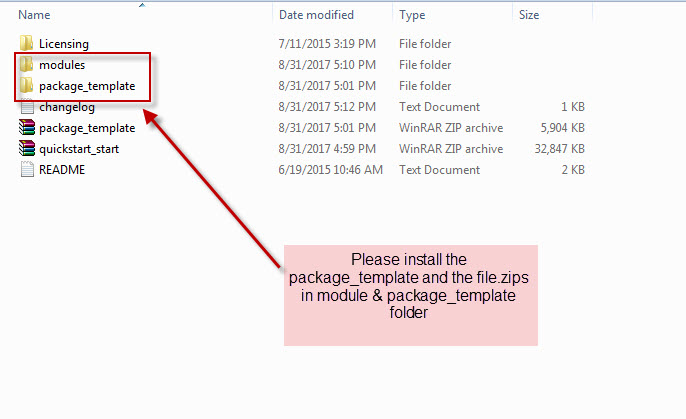 Name Date modified Type Size
Licensing 7/11/2015 3:19 PM File folder
modules 8/31/2017 5:10 PM File folder
package_template 8/31/2017 5:01 PM File folder
changelog 8/31/2017 5:12 PM Text Document 1 KB
package_template 8/31/2017 5:01 PM WinRAR ZIP archive 5,904 KB
quickstart_start 8/31/2017 4:59 PM WinRAR ZIP archive 32,847 KB
README 6/19/2015 10:46 AM Text Document 2 KB
Please install the
package_template and the file.zips
in module & package_template
folder